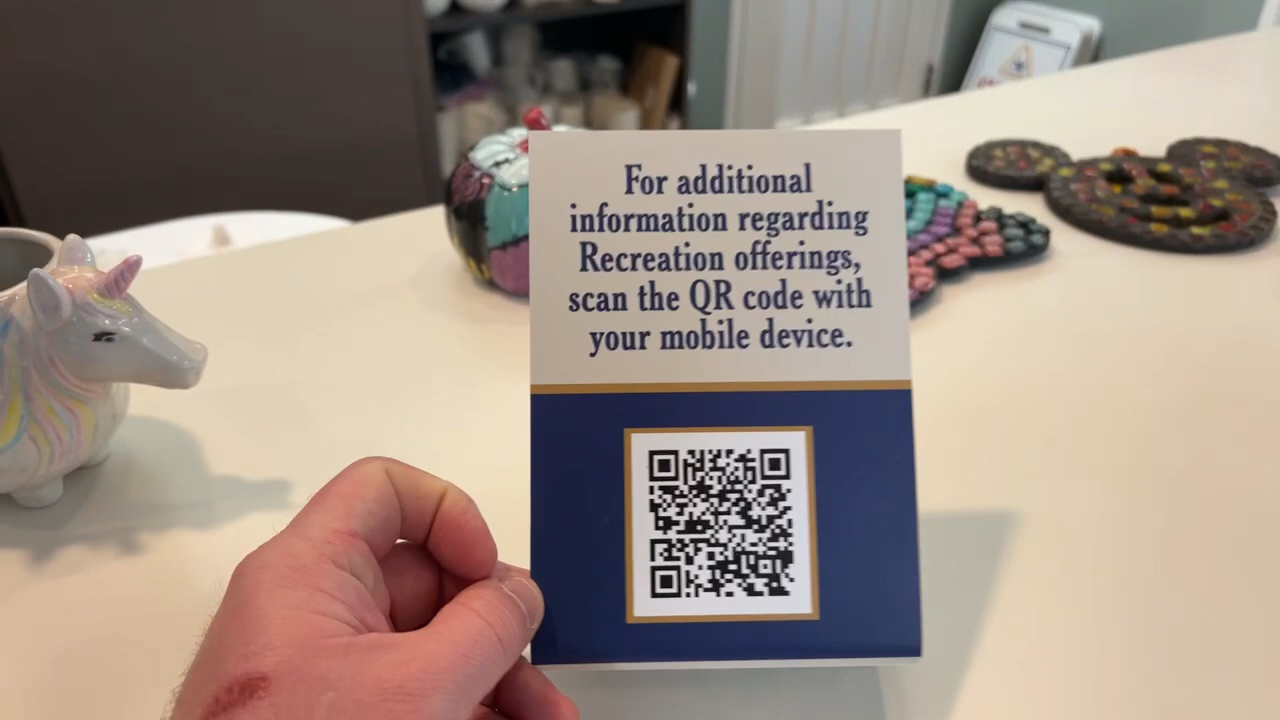 For additional
information regarding
Recreation offerings,
scan the QR code with
your mobile device.